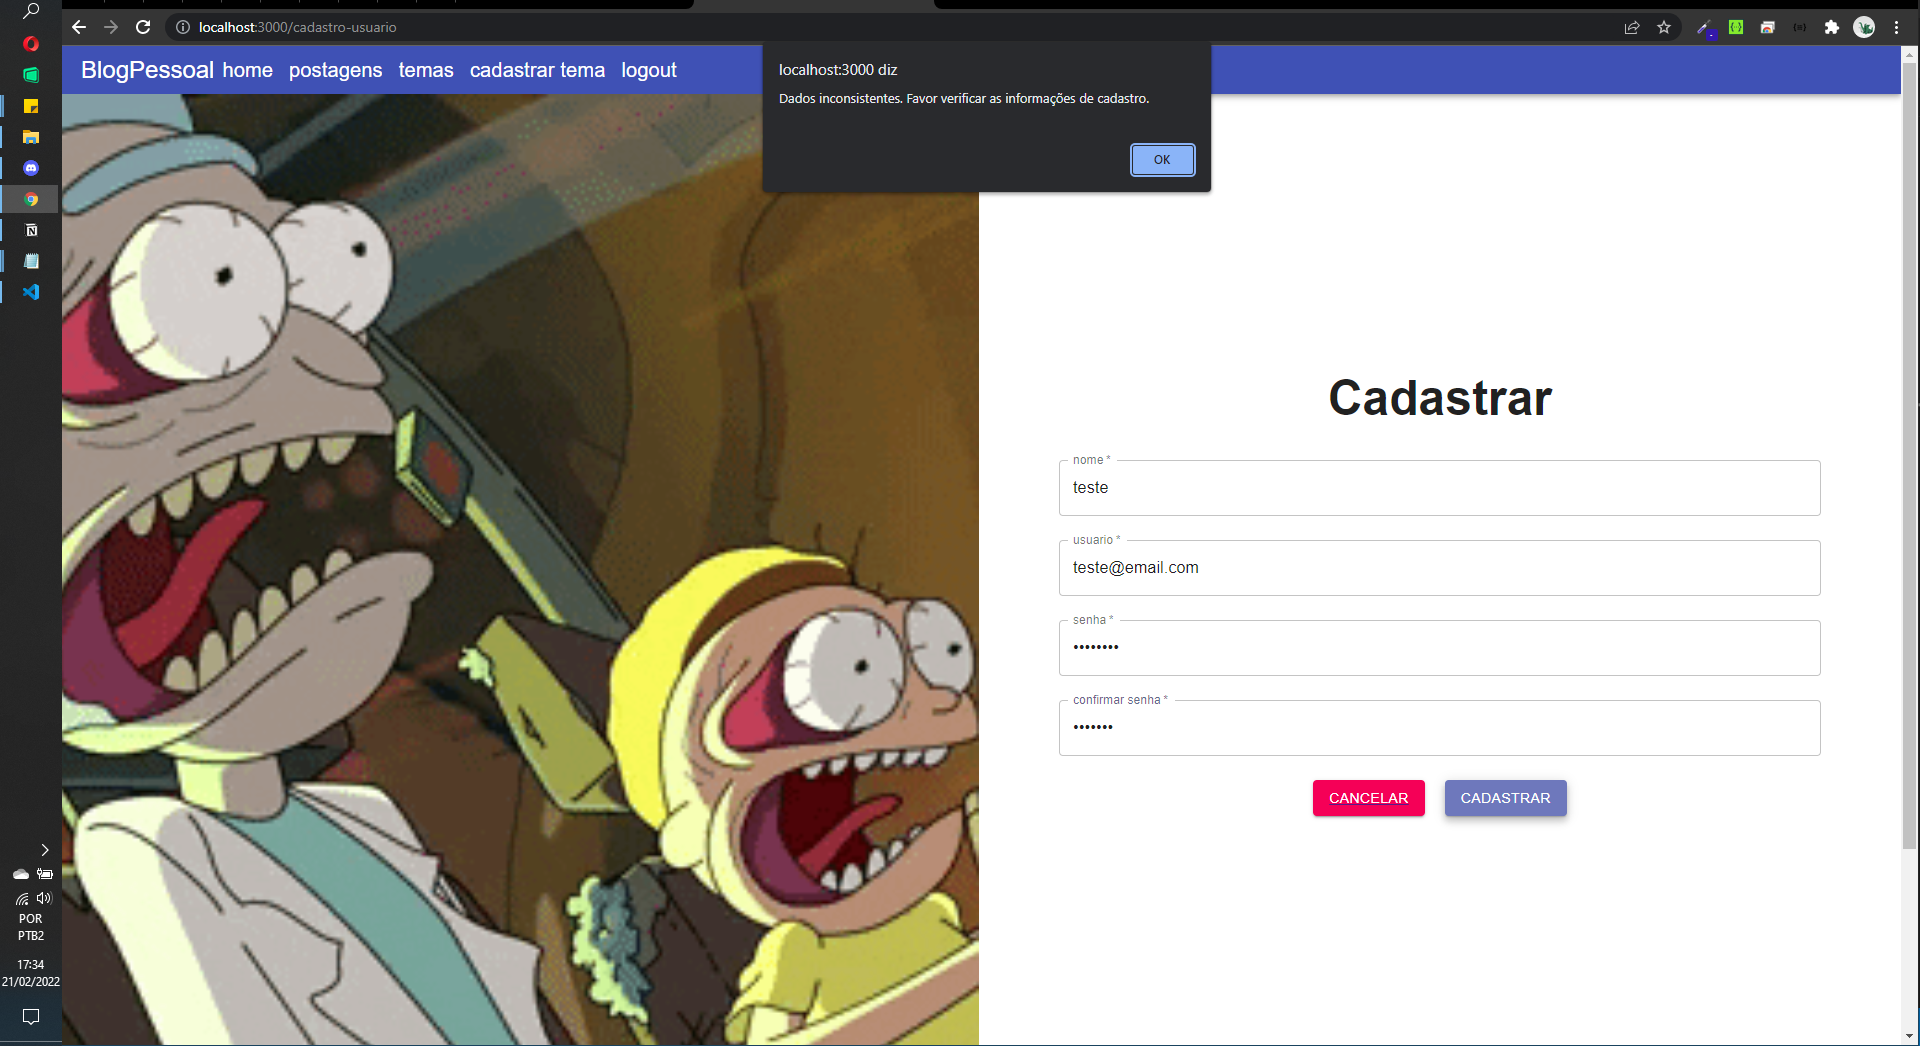 localhost:3000/cadastro-usuario
BlogPessoal home postagens temas cadastrar tema logout
localhost:3000 diz
Dados inconsistentes. Favor verificar as informações de cadastro.
OK
Cadastrar
nome *
teste
usuario *
teste@email.com
senha *
••••••••
confirmar senha *
•••••••
CANCELAR CADASTRAR
POR
PTB2
17:34
21/02/2022